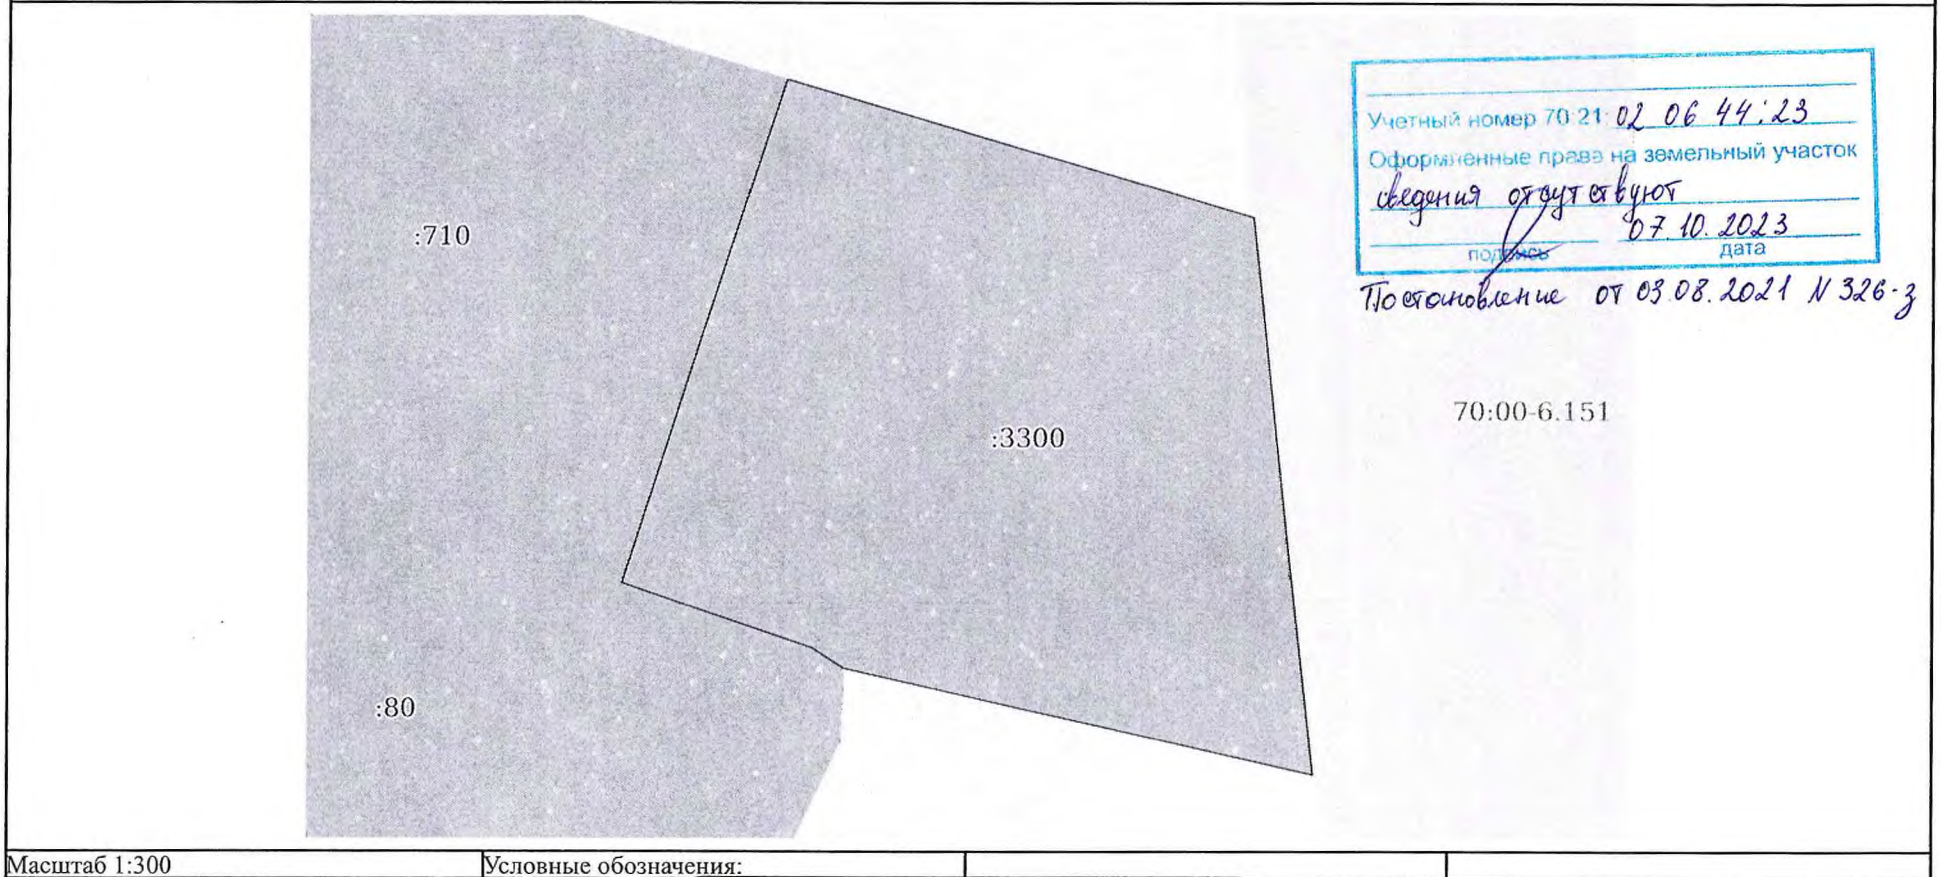 Учетный номер 70:21: 02 06 44:23
Оформленные права на земельный участок
сведения отсутствуют
07.10.2023
подпись дата
Постановление от 03.08.2021 N 326-з
:710
70:00-6.151
:3300
:80
Масштаб 1:300 Условные обозначения: